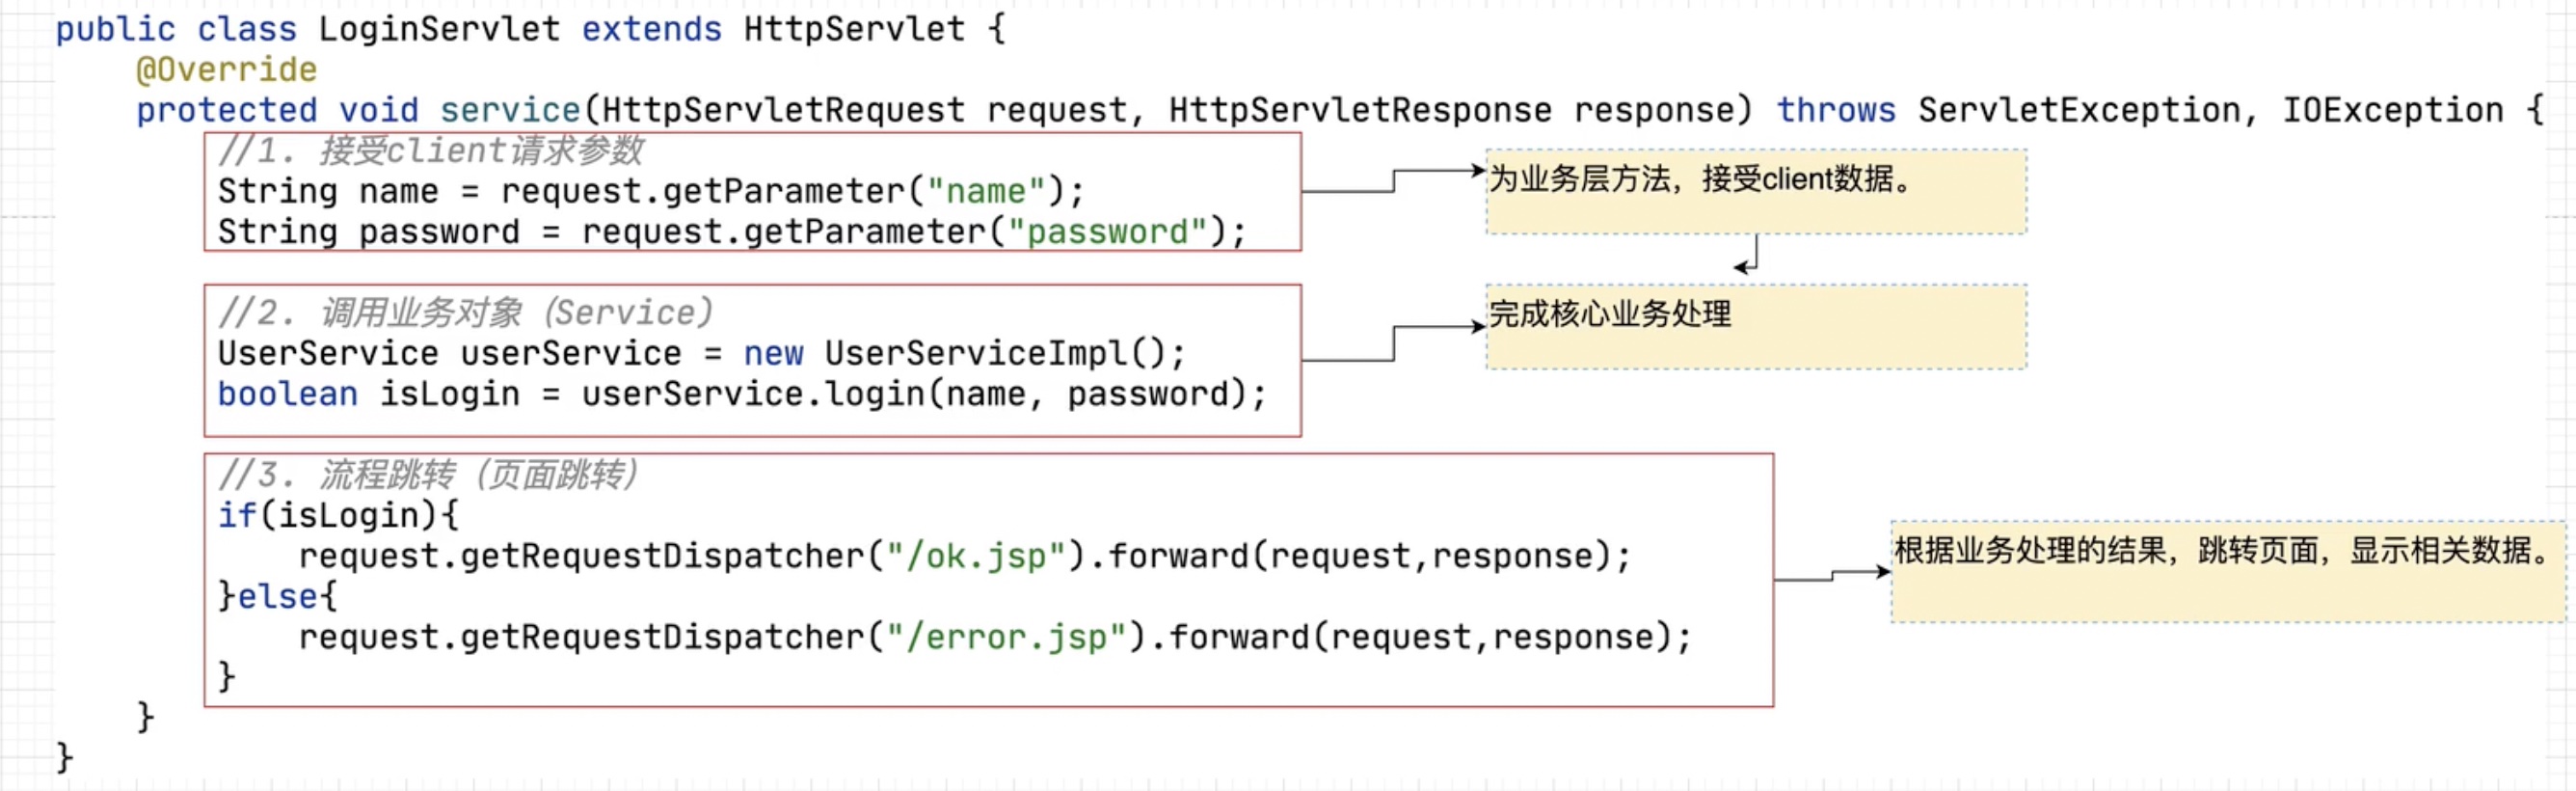 public class LoginServlet extends HttpServlet {
@Override
protected void service(HttpServletRequest request, HttpServletResponse response) throws ServletException, IOException {
//1. 接受client请求参数
String name = request.getParameter("name");
String password = request.getParameter("password");
为业务层方法，接受client数据。
//2. 调用业务对象（Service）
UserService userService = new UserServiceImpl();
boolean isLogin = userService.login(name, password);
完成核心业务处理
//3. 流程跳转（页面跳转）
if(isLogin){
request.getRequestDispatcher("/ok.jsp").forward(request,response);
}else{
request.getRequestDispatcher("/error.jsp").forward(request,response);
}
根据业务处理的结果，跳转页面，显示相关数据。
}
}